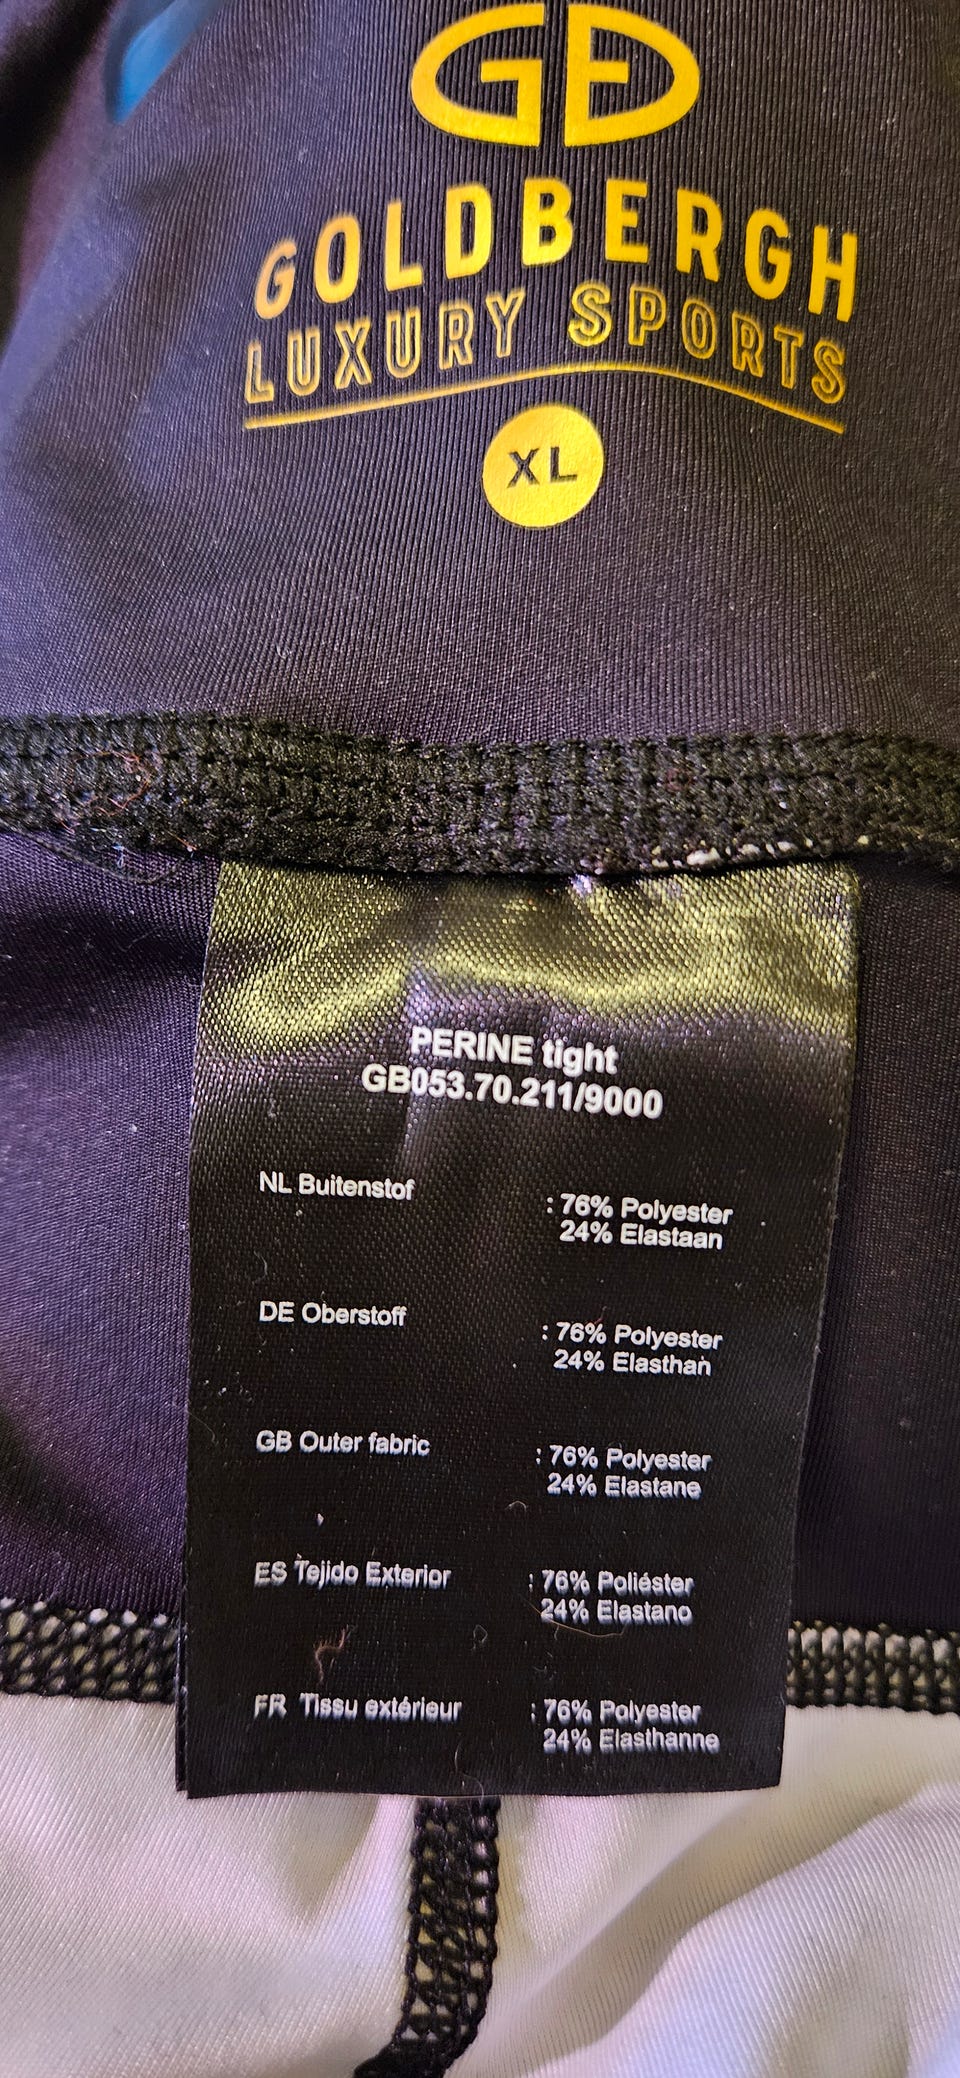 GB
GOLDBERGH
LUXURY SPORTS
XL
PERINE tight
GB053.70.211/9000
NL Buitenstof : 76% Polyester
24% Elastaan
DE Oberstoff : 76% Polyester
24% Elasthan
GB Outer fabric : 76% Polyester
24% Elastane
ES Tejido Exterior : 76% Poliéster
24% Elastano
FR Tissu extérieur : 76% Polyester
24% Elasthanne